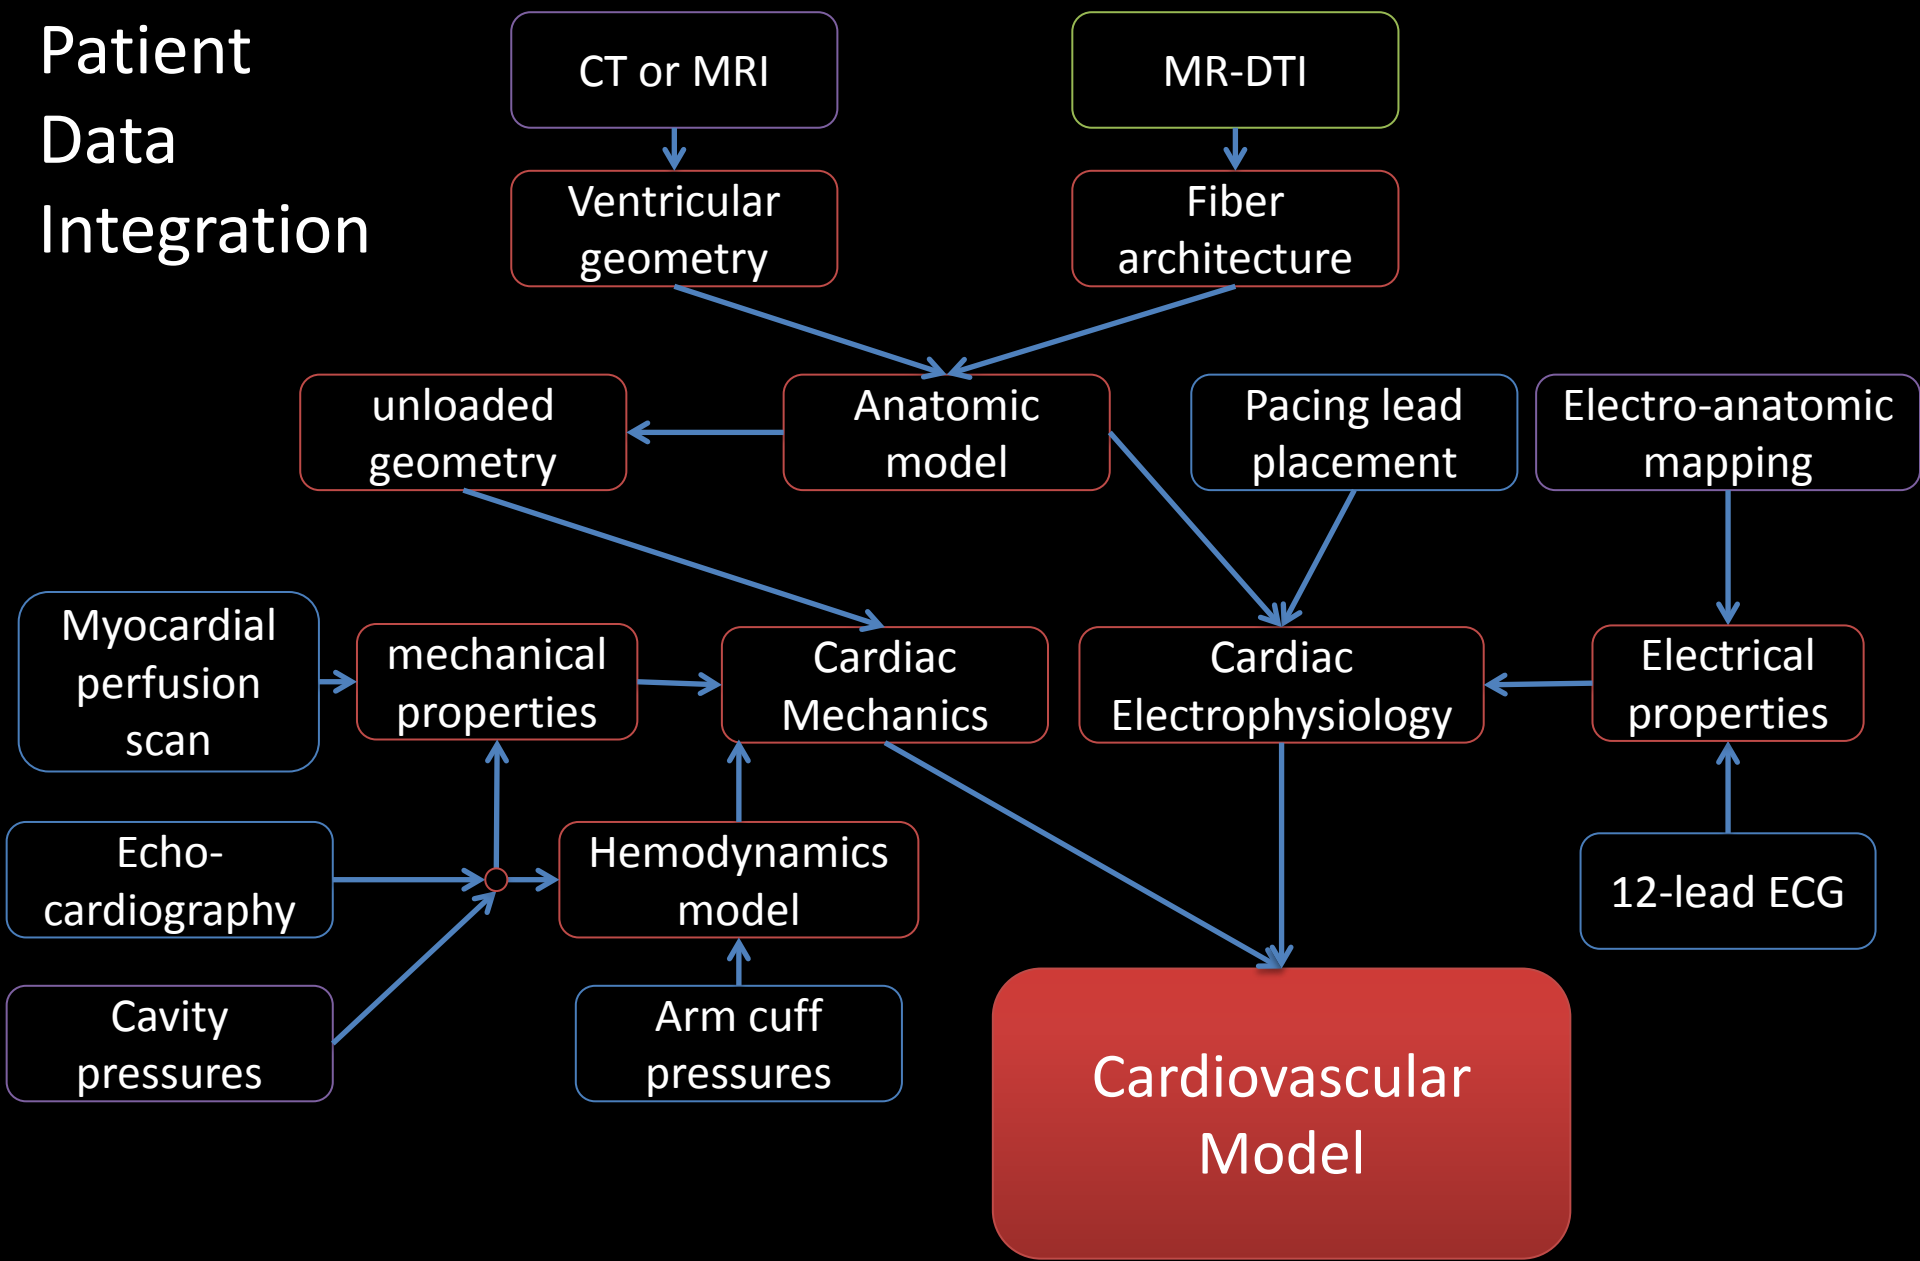 Patient
Data
Integration
CT or MRI
MR-DTI
Ventricular
geometry
Fiber
architecture
unloaded
geometry
Anatomic
model
Pacing lead
placement
Electro-anatomic
mapping
Myocardial
perfusion
scan
mechanical
properties
Cardiac
Mechanics
Cardiac
Electrophysiology
Electrical
properties
Echo-
cardiography
Hemodynamics
model
12-lead ECG
Cavity
pressures
Arm cuff
pressures
Cardiovascular
Model